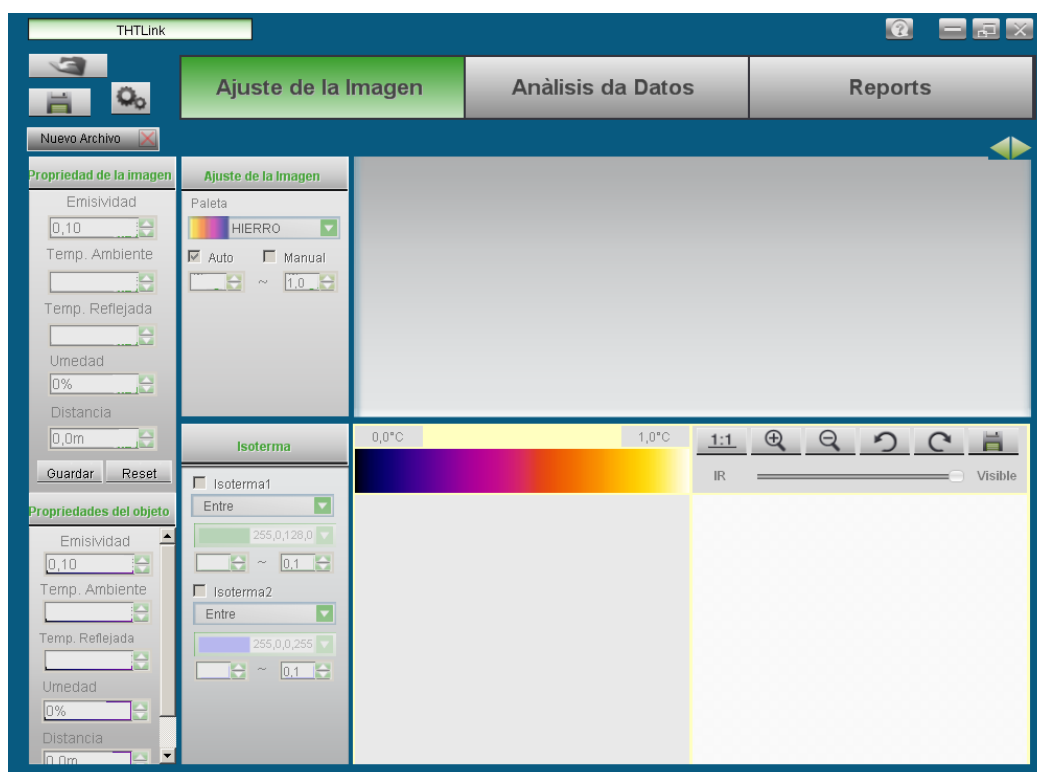 THTLink
Ajuste de la Imagen
Anàlisis da Datos
Reports
Nuevo Archivo
Propriedad de la imagen
Emisividad
0,10
Temp. Ambiente
Temp. Reflejada
Umedad
0%
Distancia
0,0m
Guardar
Reset
Propriedades del objeto
Emisividad
0,10
Temp. Ambiente
Temp. Reflejada
Umedad
0%
Distancia
0,0m
Ajuste de la Imagen
Paleta
HIERRO
Auto
Manual
~ 1,0
Isoterma
Isoterma1
Entre
255,0,128,0
~ 0,1
Isoterma2
Entre
255,0,0,255
~ 0,1
0,0°C
1,0°C
1:1
IR
Visible